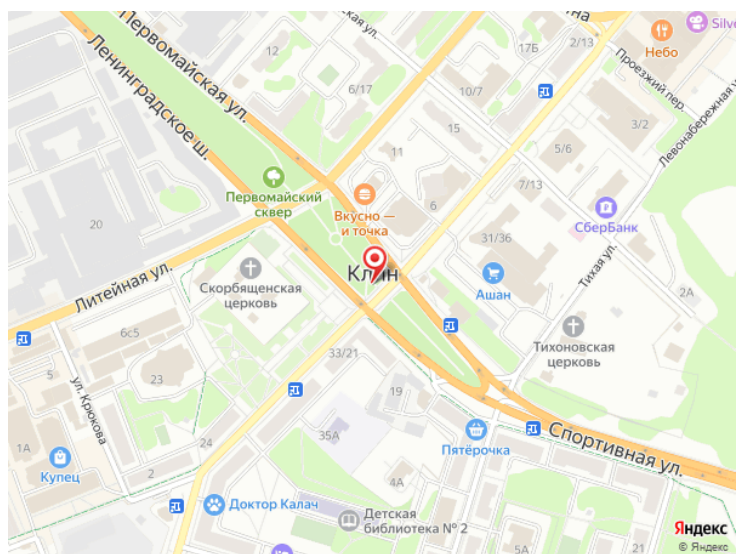 Первомайская ул.
Ленинградское ш.
17Б
2/13
Небо
Silve
Проезжий пер.
12
6/17
10/7
15
11
5/6
3/2
Левонабережная у
20
Первомайский
сквер
Вкусно —
и точка
6
7/13
СберБанк
31/36
Ашан
Тихая ул.
2А
Литейная ул.
Скорбященская
церковь
Клин
Тихоновская
церковь
6с5
5
ул. Крюкова
23
33/21
19
1А
Купец
24
2
35А
Пятёрочка
Спортивная ул.
Доктор Калач
4А
Детская
библиотека № 2
7
5А
Яндекс
© Яндекс